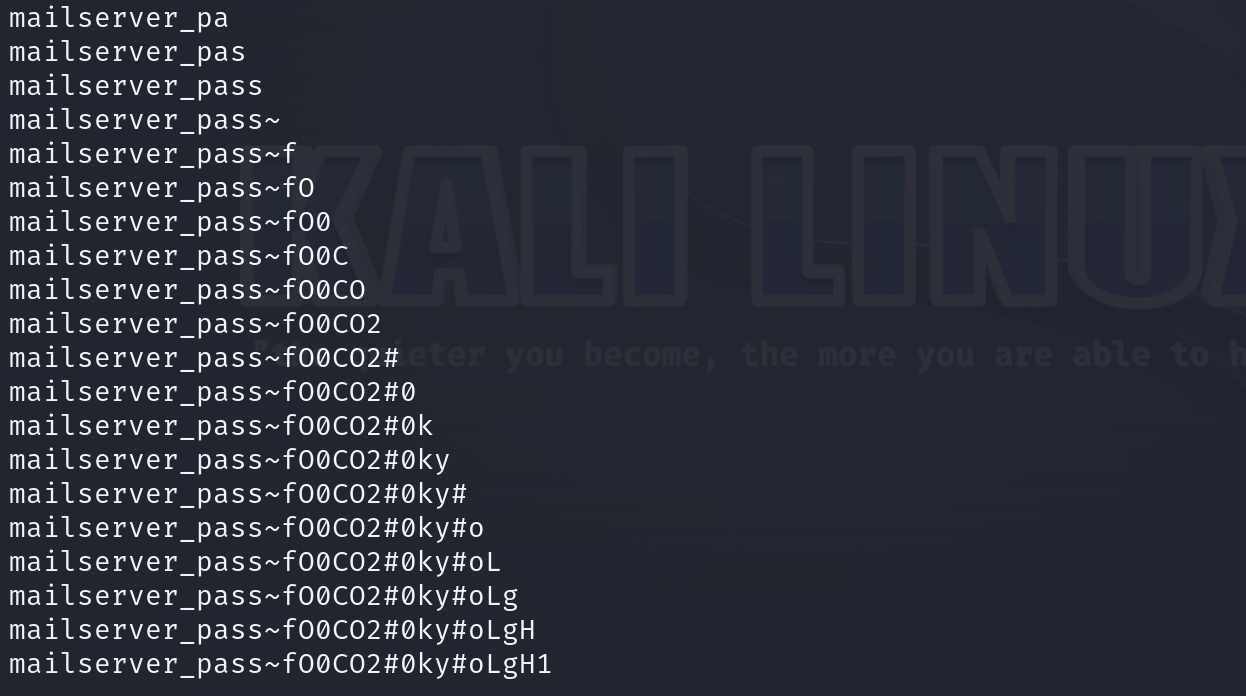 mailserver_pa
mailserver_pas
mailserver_pass
mailserver_pass~
mailserver_pass~f
mailserver_pass~fO
mailserver_pass~fO0
mailserver_pass~fO0C
mailserver_pass~fO0CO
mailserver_pass~fO0CO2
mailserver_pass~fO0CO2#
mailserver_pass~fO0CO2#0
mailserver_pass~fO0CO2#0k
mailserver_pass~fO0CO2#0ky
mailserver_pass~fO0CO2#0ky#
mailserver_pass~fO0CO2#0ky#o
mailserver_pass~fO0CO2#0ky#oL
mailserver_pass~fO0CO2#0ky#oLg
mailserver_pass~fO0CO2#0ky#oLgH
mailserver_pass~fO0CO2#0ky#oLgH1
KALI LINUX
you become, the more you are able to